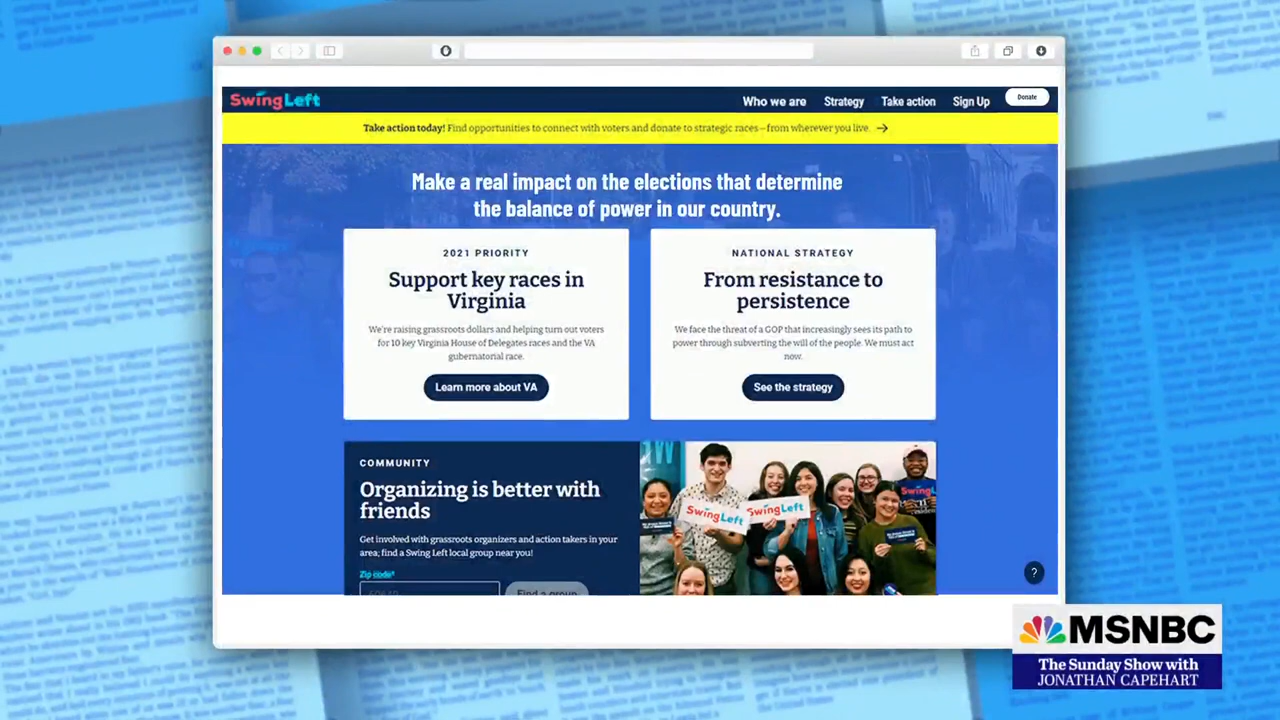 SwingLeft
Who we are Strategy Take action Sign Up Donate
Take action today! Find opportunities to connect with voters and donate to strategic races—from wherever you live. →
Make a real impact on the elections that determine
the balance of power in our country.
2021 PRIORITY
Support key races in
Virginia
We're raising grassroots dollars and helping turn out voters
for 10 key Virginia House of Delegates races and the VA
gubernatorial race.
Learn more about VA
NATIONAL STRATEGY
From resistance to
persistence
We face the threat of a GOP that increasingly sees its path to
power through subverting the will of the people. We must act
now.
See the strategy
COMMUNITY
Organizing is better with
friends
Get involved with grassroots organizers and action takers in your
area; find a Swing Left local group near you!
Zip code*
Find a group
SwingLeft
SwingLeft
?
MSNBC
The Sunday Show with
JONATHAN CAPEHART